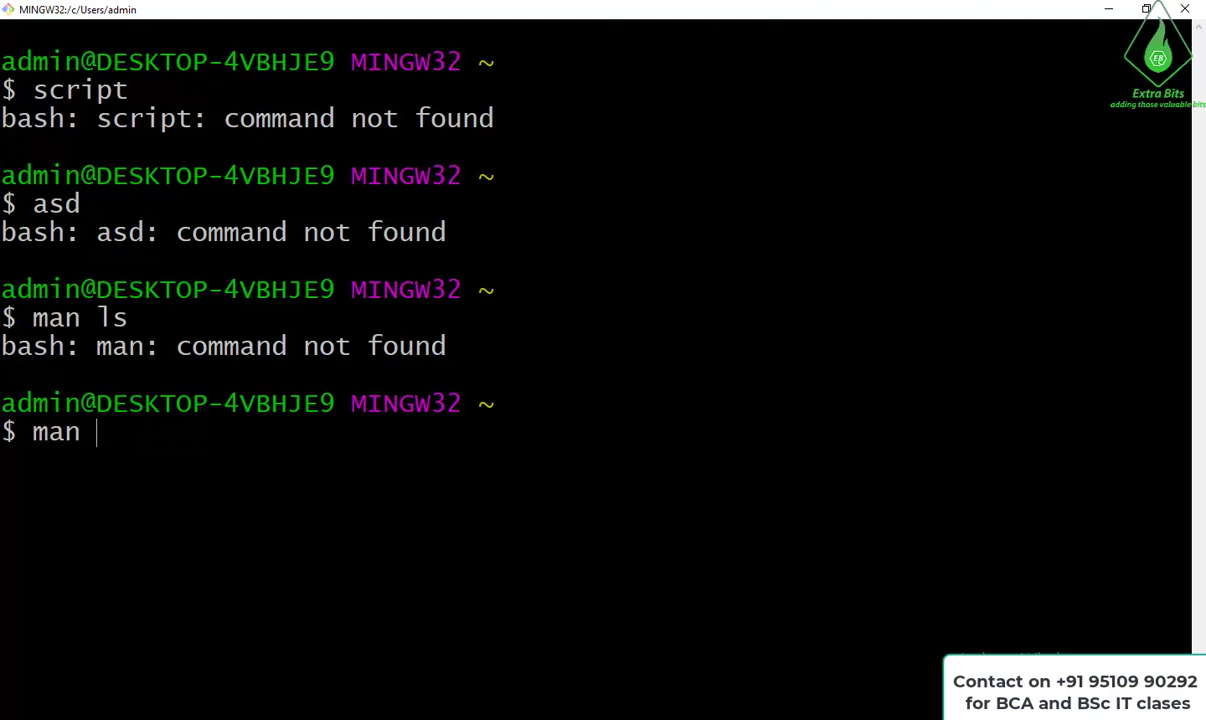 MINGW32:/c/Users/admin
admin@DESKTOP-4VBHJE9 MINGW32 ~
$ script
bash: script: command not found
admin@DESKTOP-4VBHJE9 MINGW32 ~
$ asd
bash: asd: command not found
admin@DESKTOP-4VBHJE9 MINGW32 ~
$ man ls
bash: man: command not found
admin@DESKTOP-4VBHJE9 MINGW32 ~
$ man
EB
Extra Bits
adding those valuable bits
Contact on +91 95109 90292
for BCA and BSc IT clases